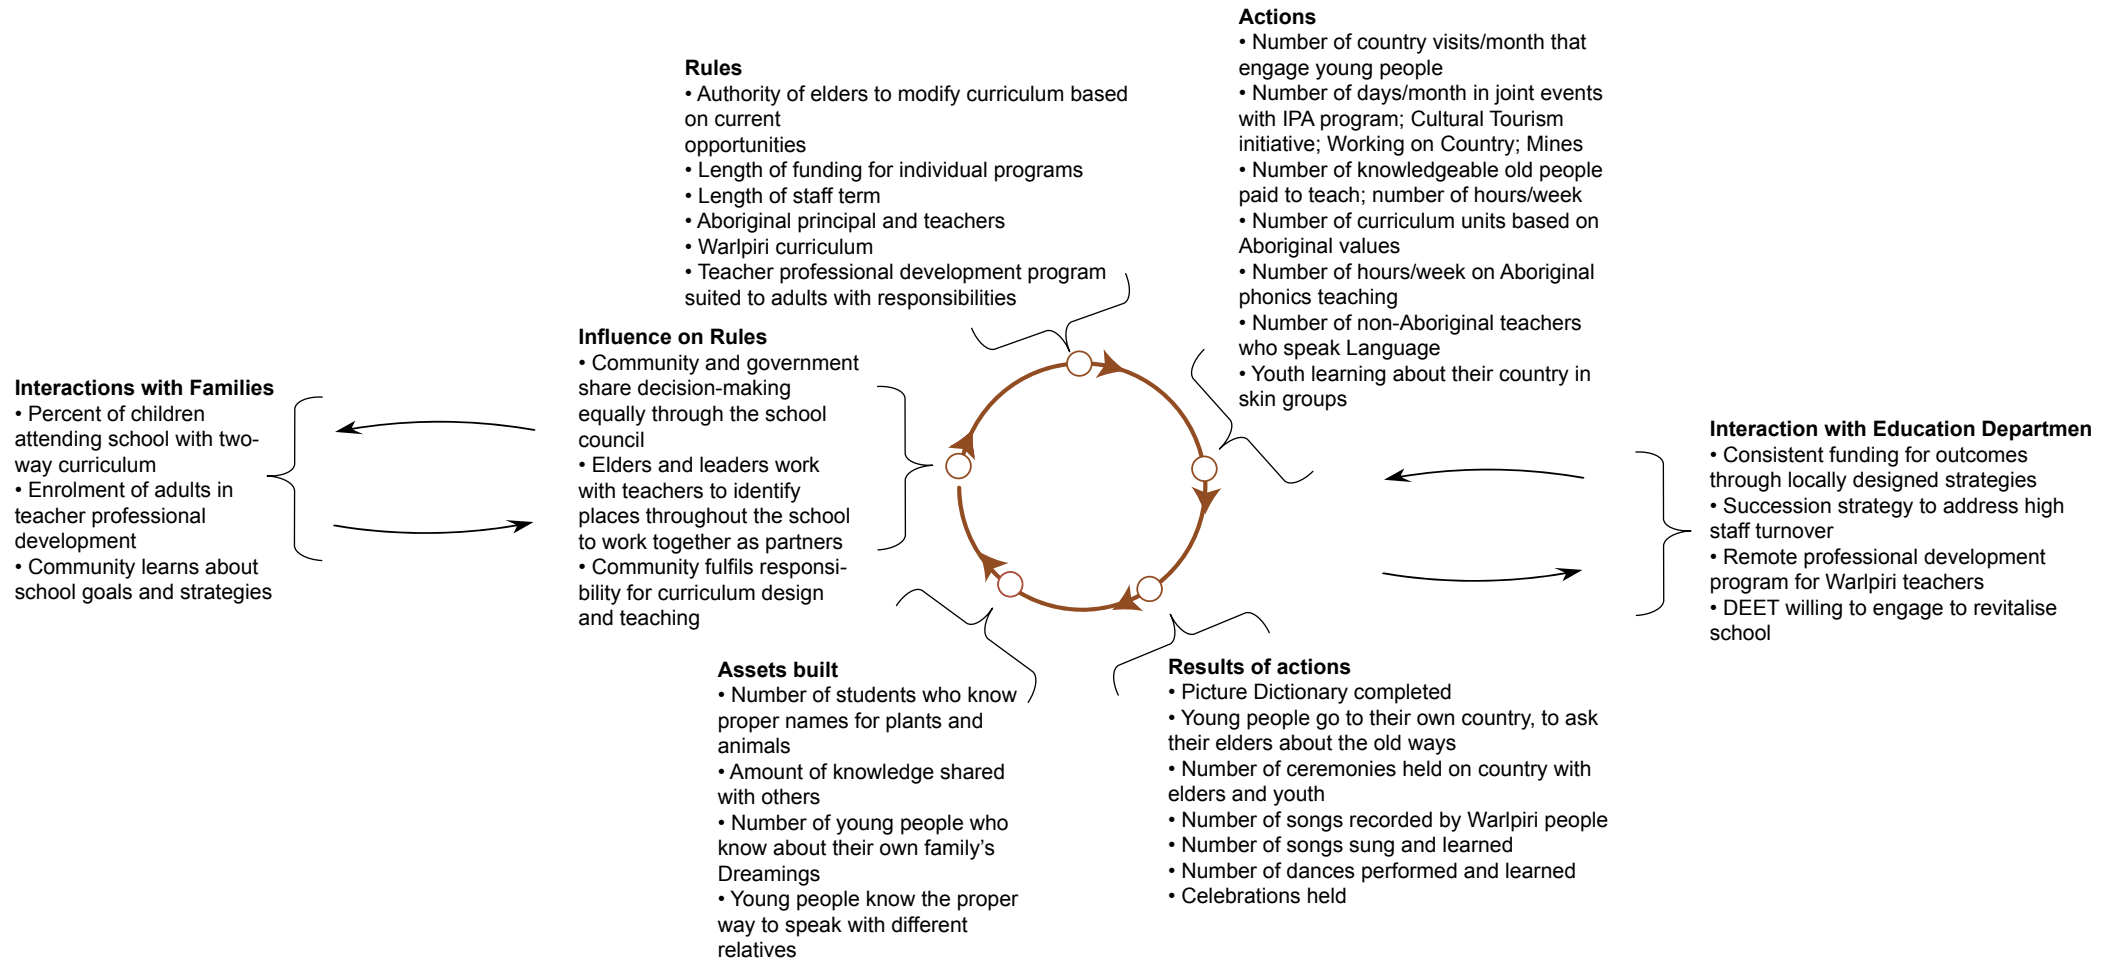 Actions
• Number of country visits/month that
engage young people
• Number of days/month in joint events
with IPA program; Cultural Tourism
initiative; Working on Country; Mines
• Number of knowledgeable old people
paid to teach; number of hours/week
• Number of curriculum units based on
Aboriginal values
• Number of hours/week on Aboriginal
phonics teaching
• Number of non-Aboriginal teachers
who speak Language
• Youth learning about their country in
skin groups
Rules
• Authority of elders to modify curriculum based
on current
opportunities
• Length of funding for individual programs
• Length of staff term
• Aboriginal principal and teachers
• Warlpiri curriculum
• Teacher professional development program
suited to adults with responsibilities
Influence on Rules
• Community and government
share decision-making
equally through the school
council
• Elders and leaders work
with teachers to identify
places throughout the school
to work together as partners
• Community fulfils responsi-
bility for curriculum design
and teaching
Interactions with Families
• Percent of children
attending school with two-
way curriculum
• Enrolment of adults in
teacher professional
development
• Community learns about
school goals and strategies
Interaction with Education Departmen
• Consistent funding for outcomes
through locally designed strategies
• Succession strategy to address high
staff turnover
• Remote professional development
program for Warlpiri teachers
• DEET willing to engage to revitalise
school
Assets built
• Number of students who know
proper names for plants and
animals
• Amount of knowledge shared
with others
• Number of young people who
know about their own family’s
Dreamings
• Young people know the proper
way to speak with different
relatives
Results of actions
• Picture Dictionary completed
• Young people go to their own country, to ask
their elders about the old ways
• Number of ceremonies held on country with
elders and youth
• Number of songs recorded by Warlpiri people
• Number of songs sung and learned
• Number of dances performed and learned
• Celebrations held